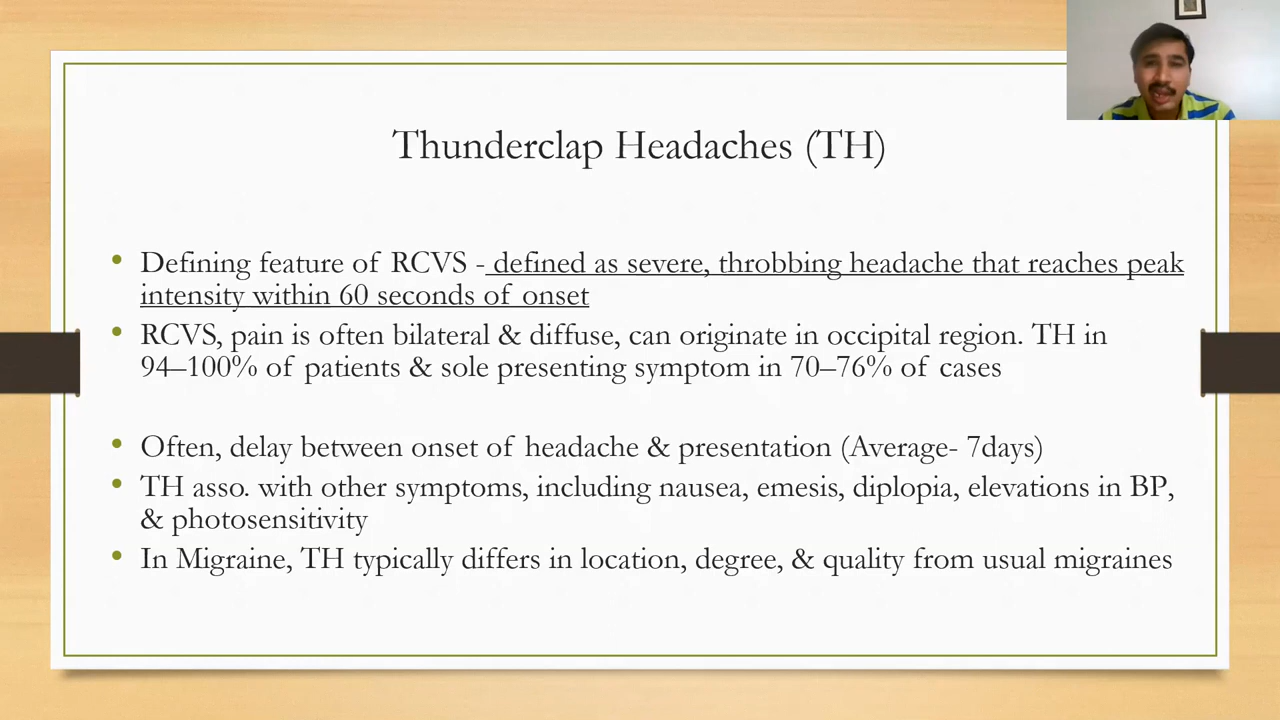 Thunderclap Headaches (TH)
• Defining feature of RCVS - defined as severe, throbbing headache that reaches peak
intensity within 60 seconds of onset
• RCVS, pain is often bilateral & diffuse, can originate in occipital region. TH in
94–100% of patients & sole presenting symptom in 70–76% of cases
• Often, delay between onset of headache & presentation (Average- 7days)
• TH asso. with other symptoms, including nausea, emesis, diplopia, elevations in BP,
& photosensitivity
• In Migraine, TH typically differs in location, degree, & quality from usual migraines